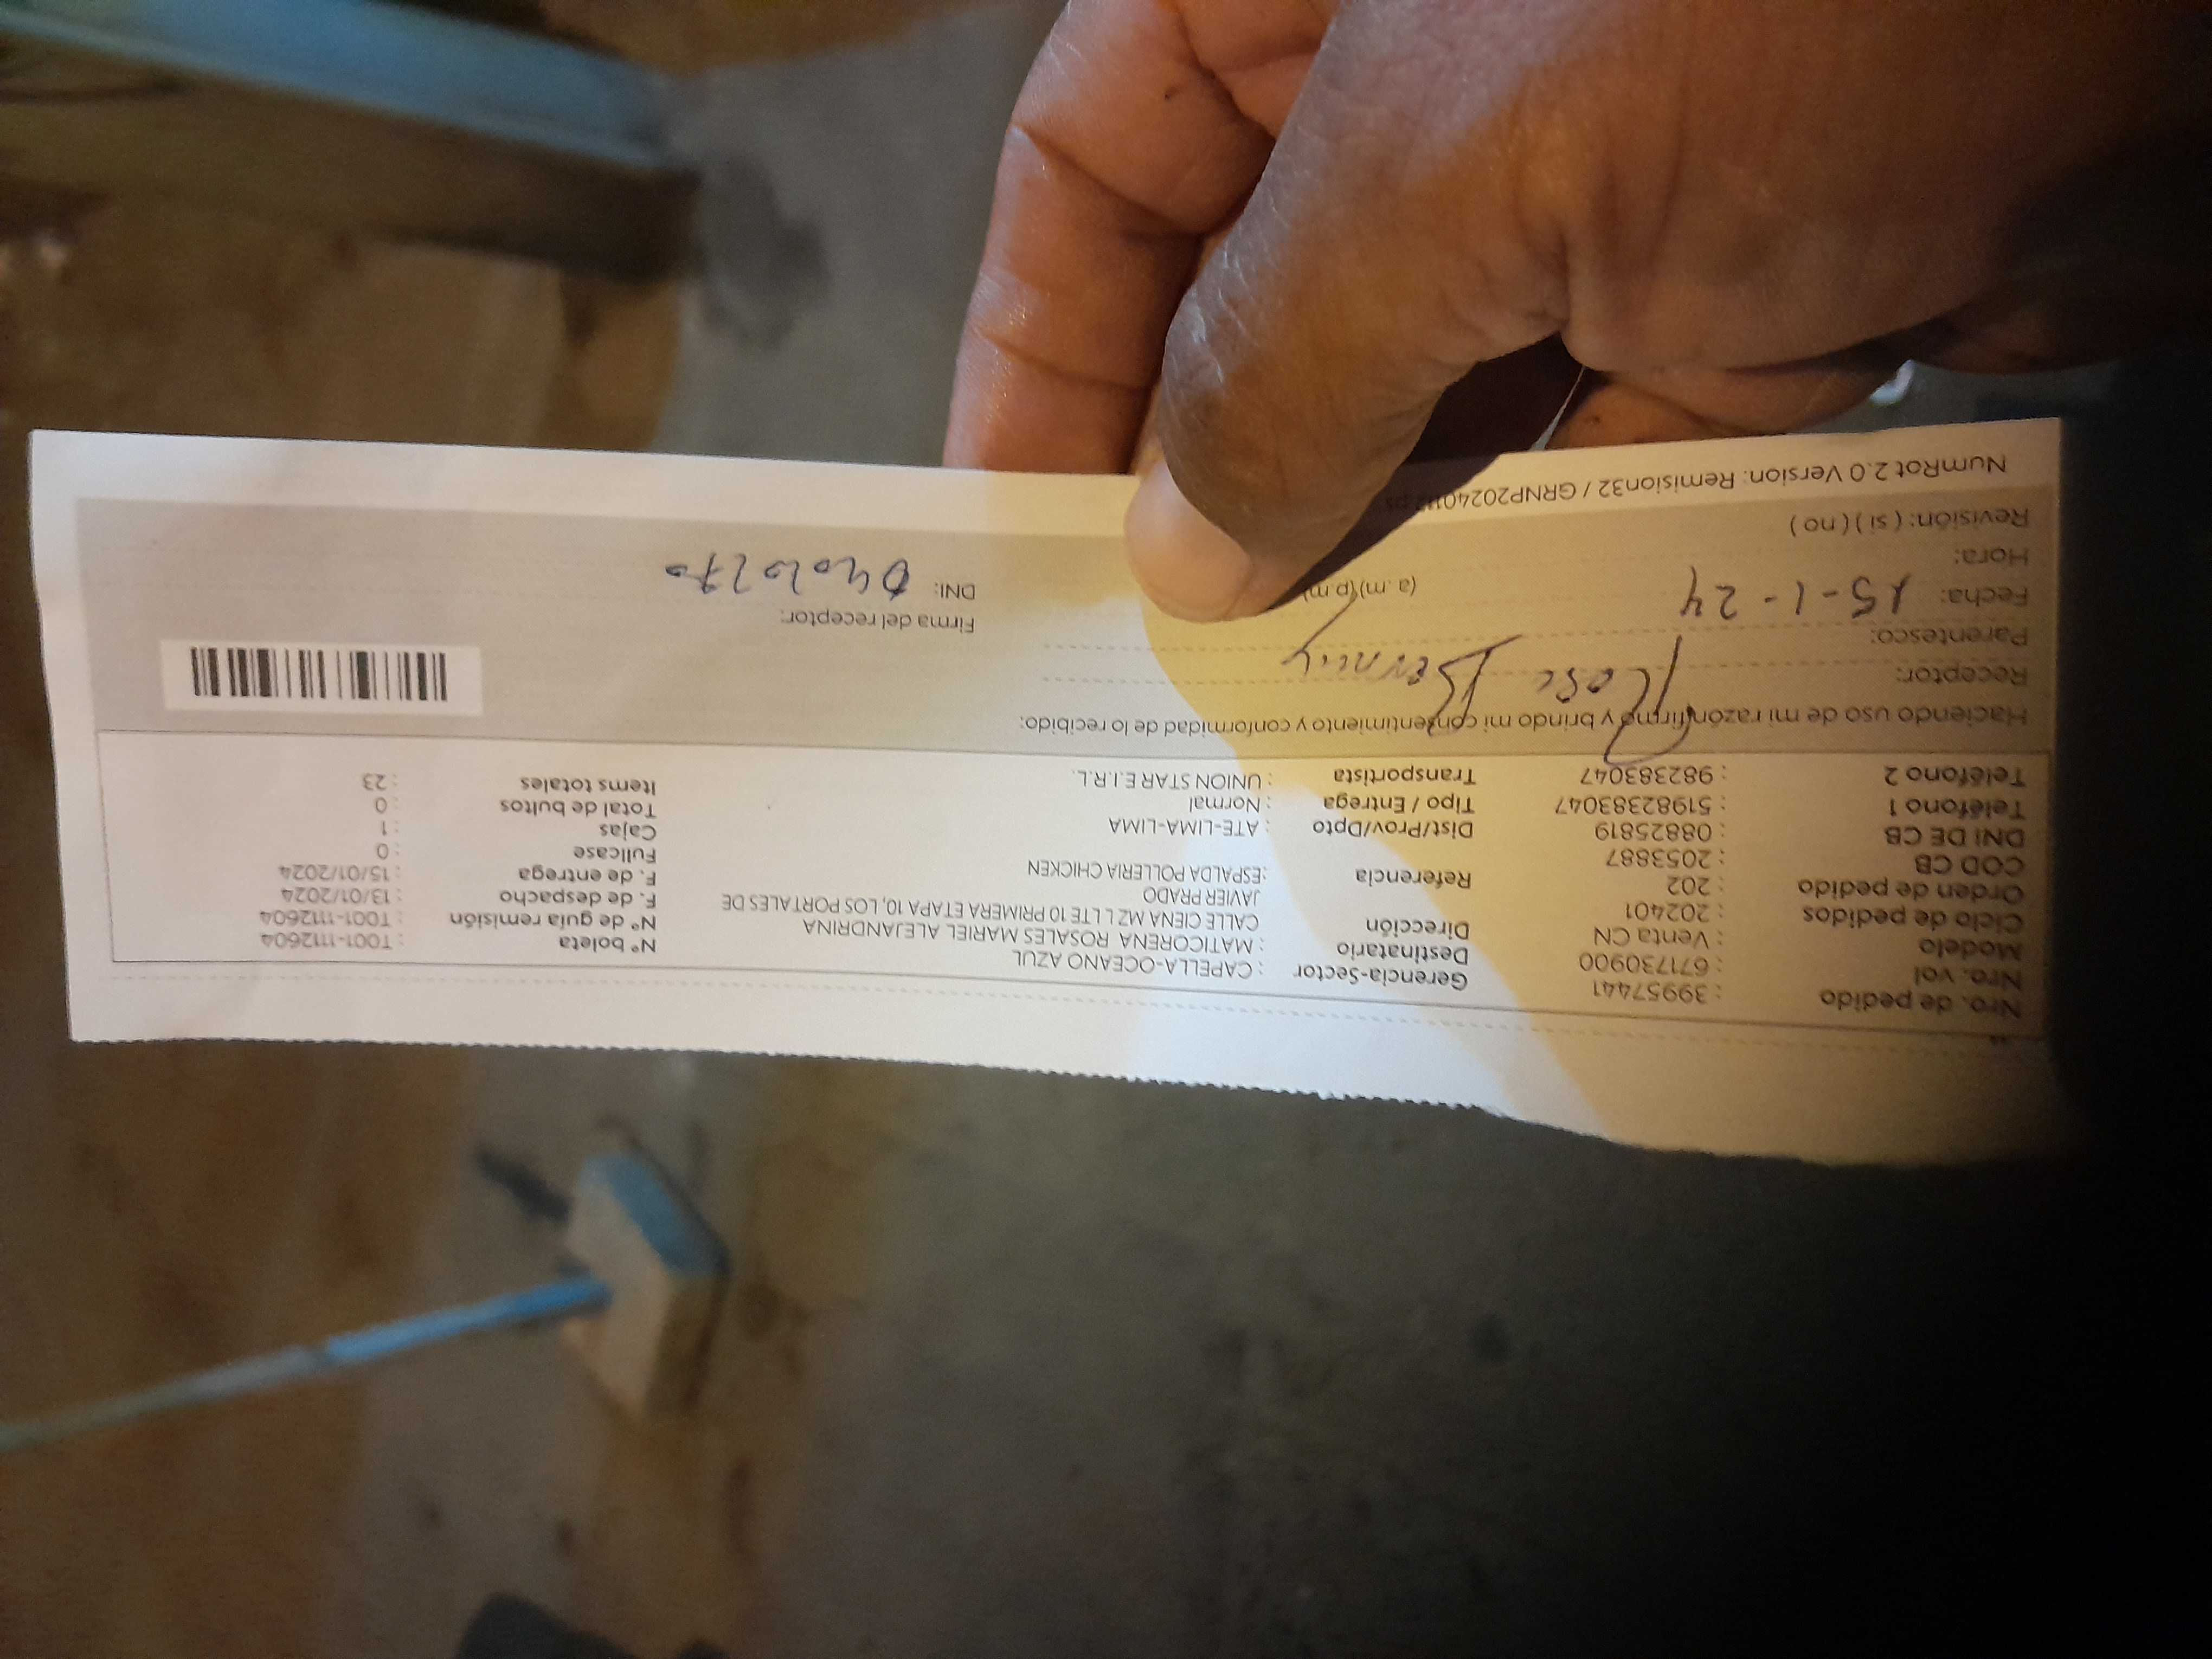 Nro. de pedido : 39957441
Nro. vol : 671730900
Modelo : Venta CN
Ciclo de pedidos : 202401
Orden de pedido : 202
COD CB : 2053887
DNI DE CB : 08825819
Teléfono 1 : 51982383047
Teléfono 2 : 982383047
Gerencia-Sector : CAPELLA-OCEANO AZUL
Destinatario : MATICORENA ROSALES MARIEL ALEJANDRINA
Dirección CALLE CIENA MZ L LTE 10 PRIMERA ETAPA 10, LOS PORTALES DE
JAVIER PRADO
Referencia :ESPALDA POLLERIA CHICKEN
Dist/Prov/Dpto : ATE-LIMA-LIMA
Tipo / Entrega : Normal
Transportista : UNION STAR E.I.R.L.
Nº boleta : T001-1112604
Nº de guía remisión : T001-1112604
F. de despacho : 13/01/2024
F. de entrega : 15/01/2024
Fullcase : 0
Cajas : 1
Total de bultos : 0
Items totales : 23
Haciendo uso de mi razón, firmo y brindo mi consentimiento y conformidad de lo recibido:
Receptor: Rose
Parentesco:
Fecha: 15-1-24
Hora: (a. m)(p.m)
Revisión: ( si ) ( no )
Firma del receptor:
DNI:
NumRot 2.0 Version: Remision32 /